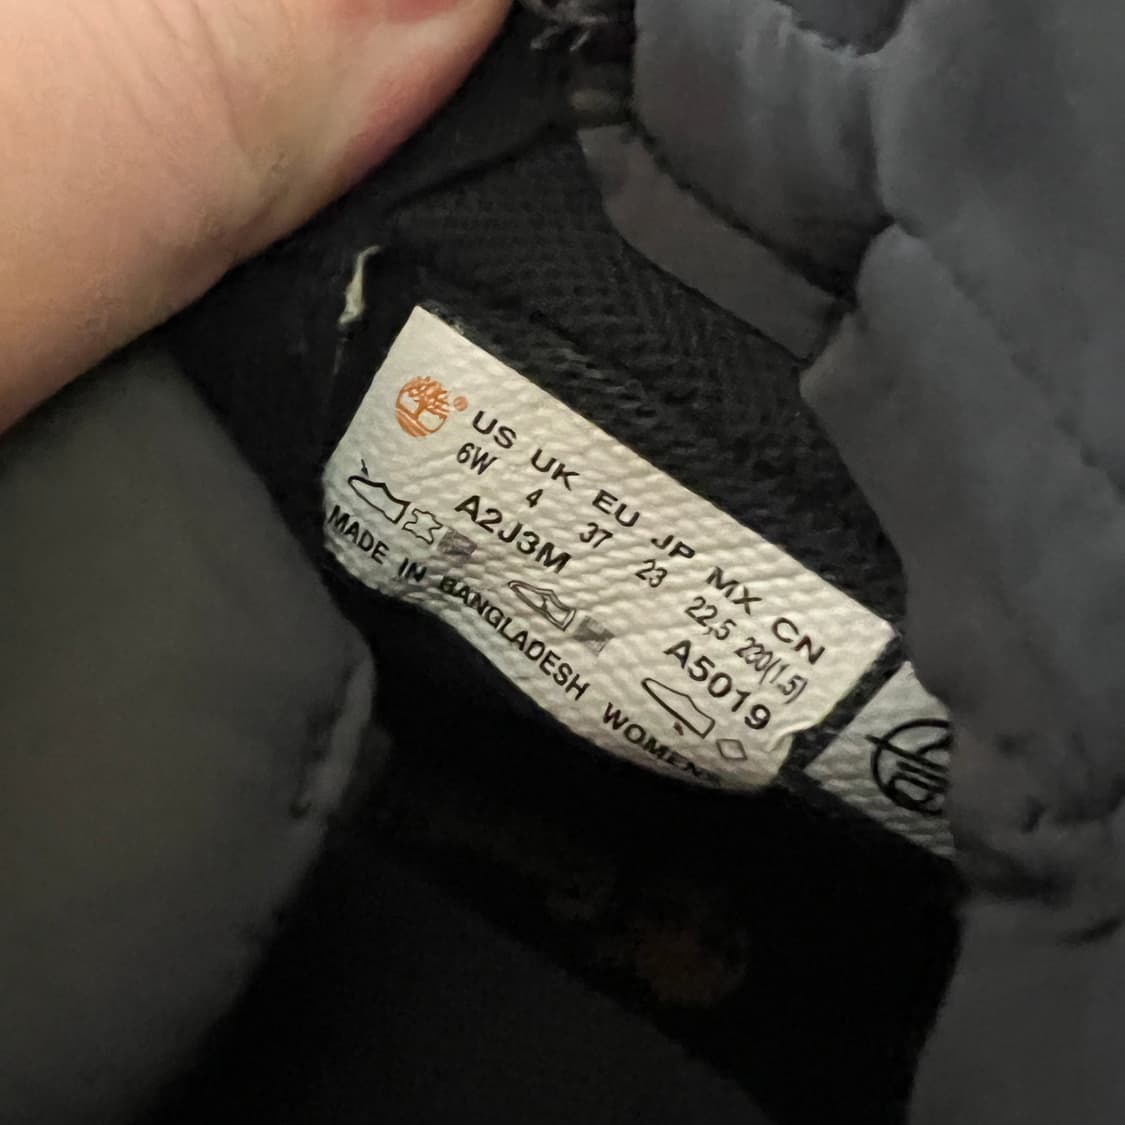 US UK EU JP MX CN
6W 4 37 23 22,5 230(1.5)
A2J3M A5019
MADE IN BANGLADESH WOMENS